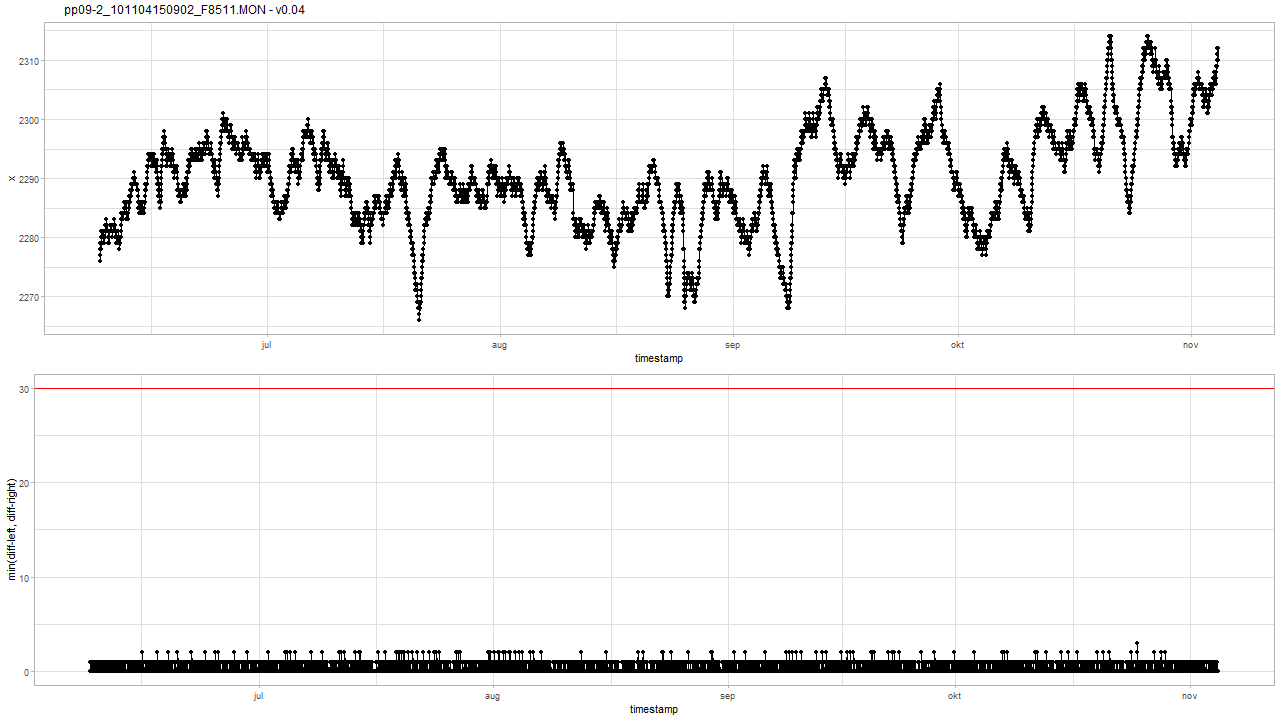 pp09-2_101104150902_F8511.MON - v0.04
2310
2300
2290
2280
2270
x
jul
aug
sep
okt
nov
timestamp
30
20
10
0
min(diff-left, diff-right)
jul
aug
sep
okt
nov
timestamp